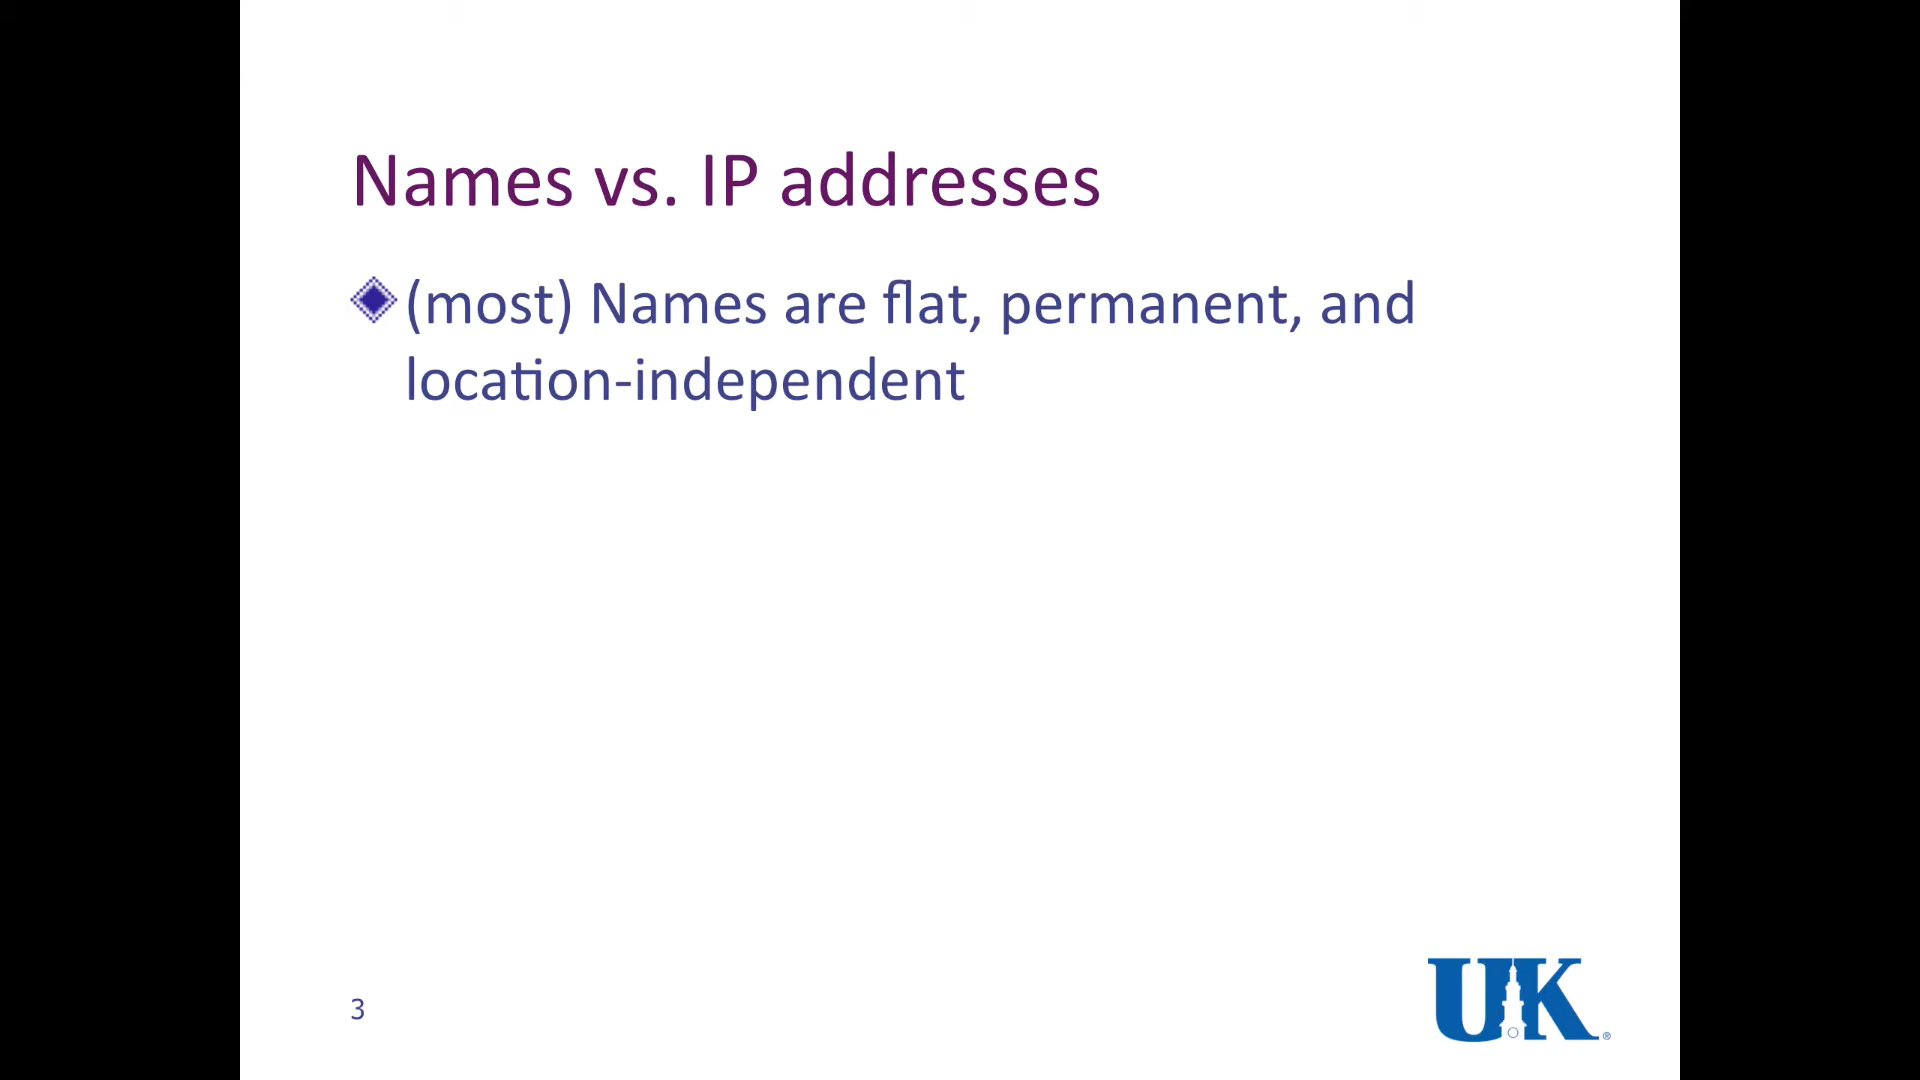 Names vs. IP addresses
(most) Names are flat, permanent, and
location-independent
3
UK®